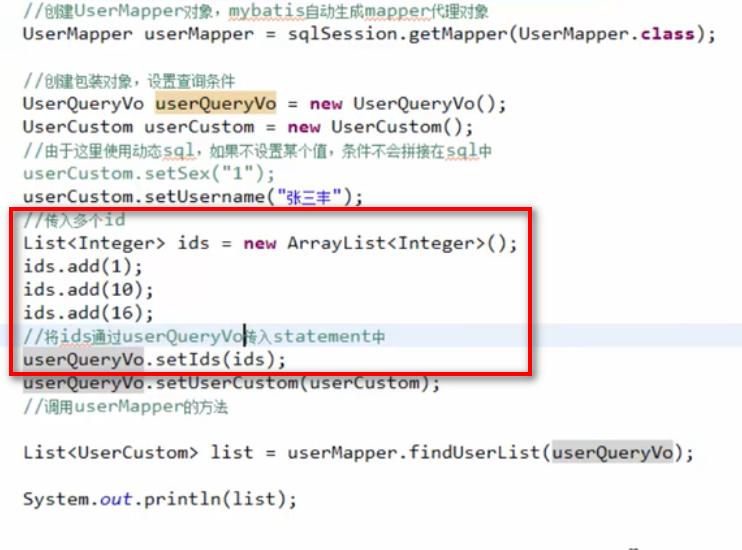 //创建UserMapper对象，mybatis自动生成mapper代理对象
UserMapper userMapper = sqlSession.getMapper(UserMapper.class);
//创建包装对象，设置查询条件
UserQueryVo userQueryVo = new UserQueryVo();
UserCustom userCustom = new UserCustom();
//由于这里使用动态sql，如果不设置某个值，条件不会拼接在sql中
userCustom.setSex("1");
userCustom.setUsername("张三丰");
//传入多个id
List<Integer> ids = new ArrayList<Integer>();
ids.add(1);
ids.add(10);
ids.add(16);
//将ids通过userQueryVo传入statement中
userQueryVo.setIds(ids);
userQueryVo.setUserCustom(userCustom);
//调用userMapper的方法
List<UserCustom> list = userMapper.findUserList(userQueryVo);
System.out.println(list);